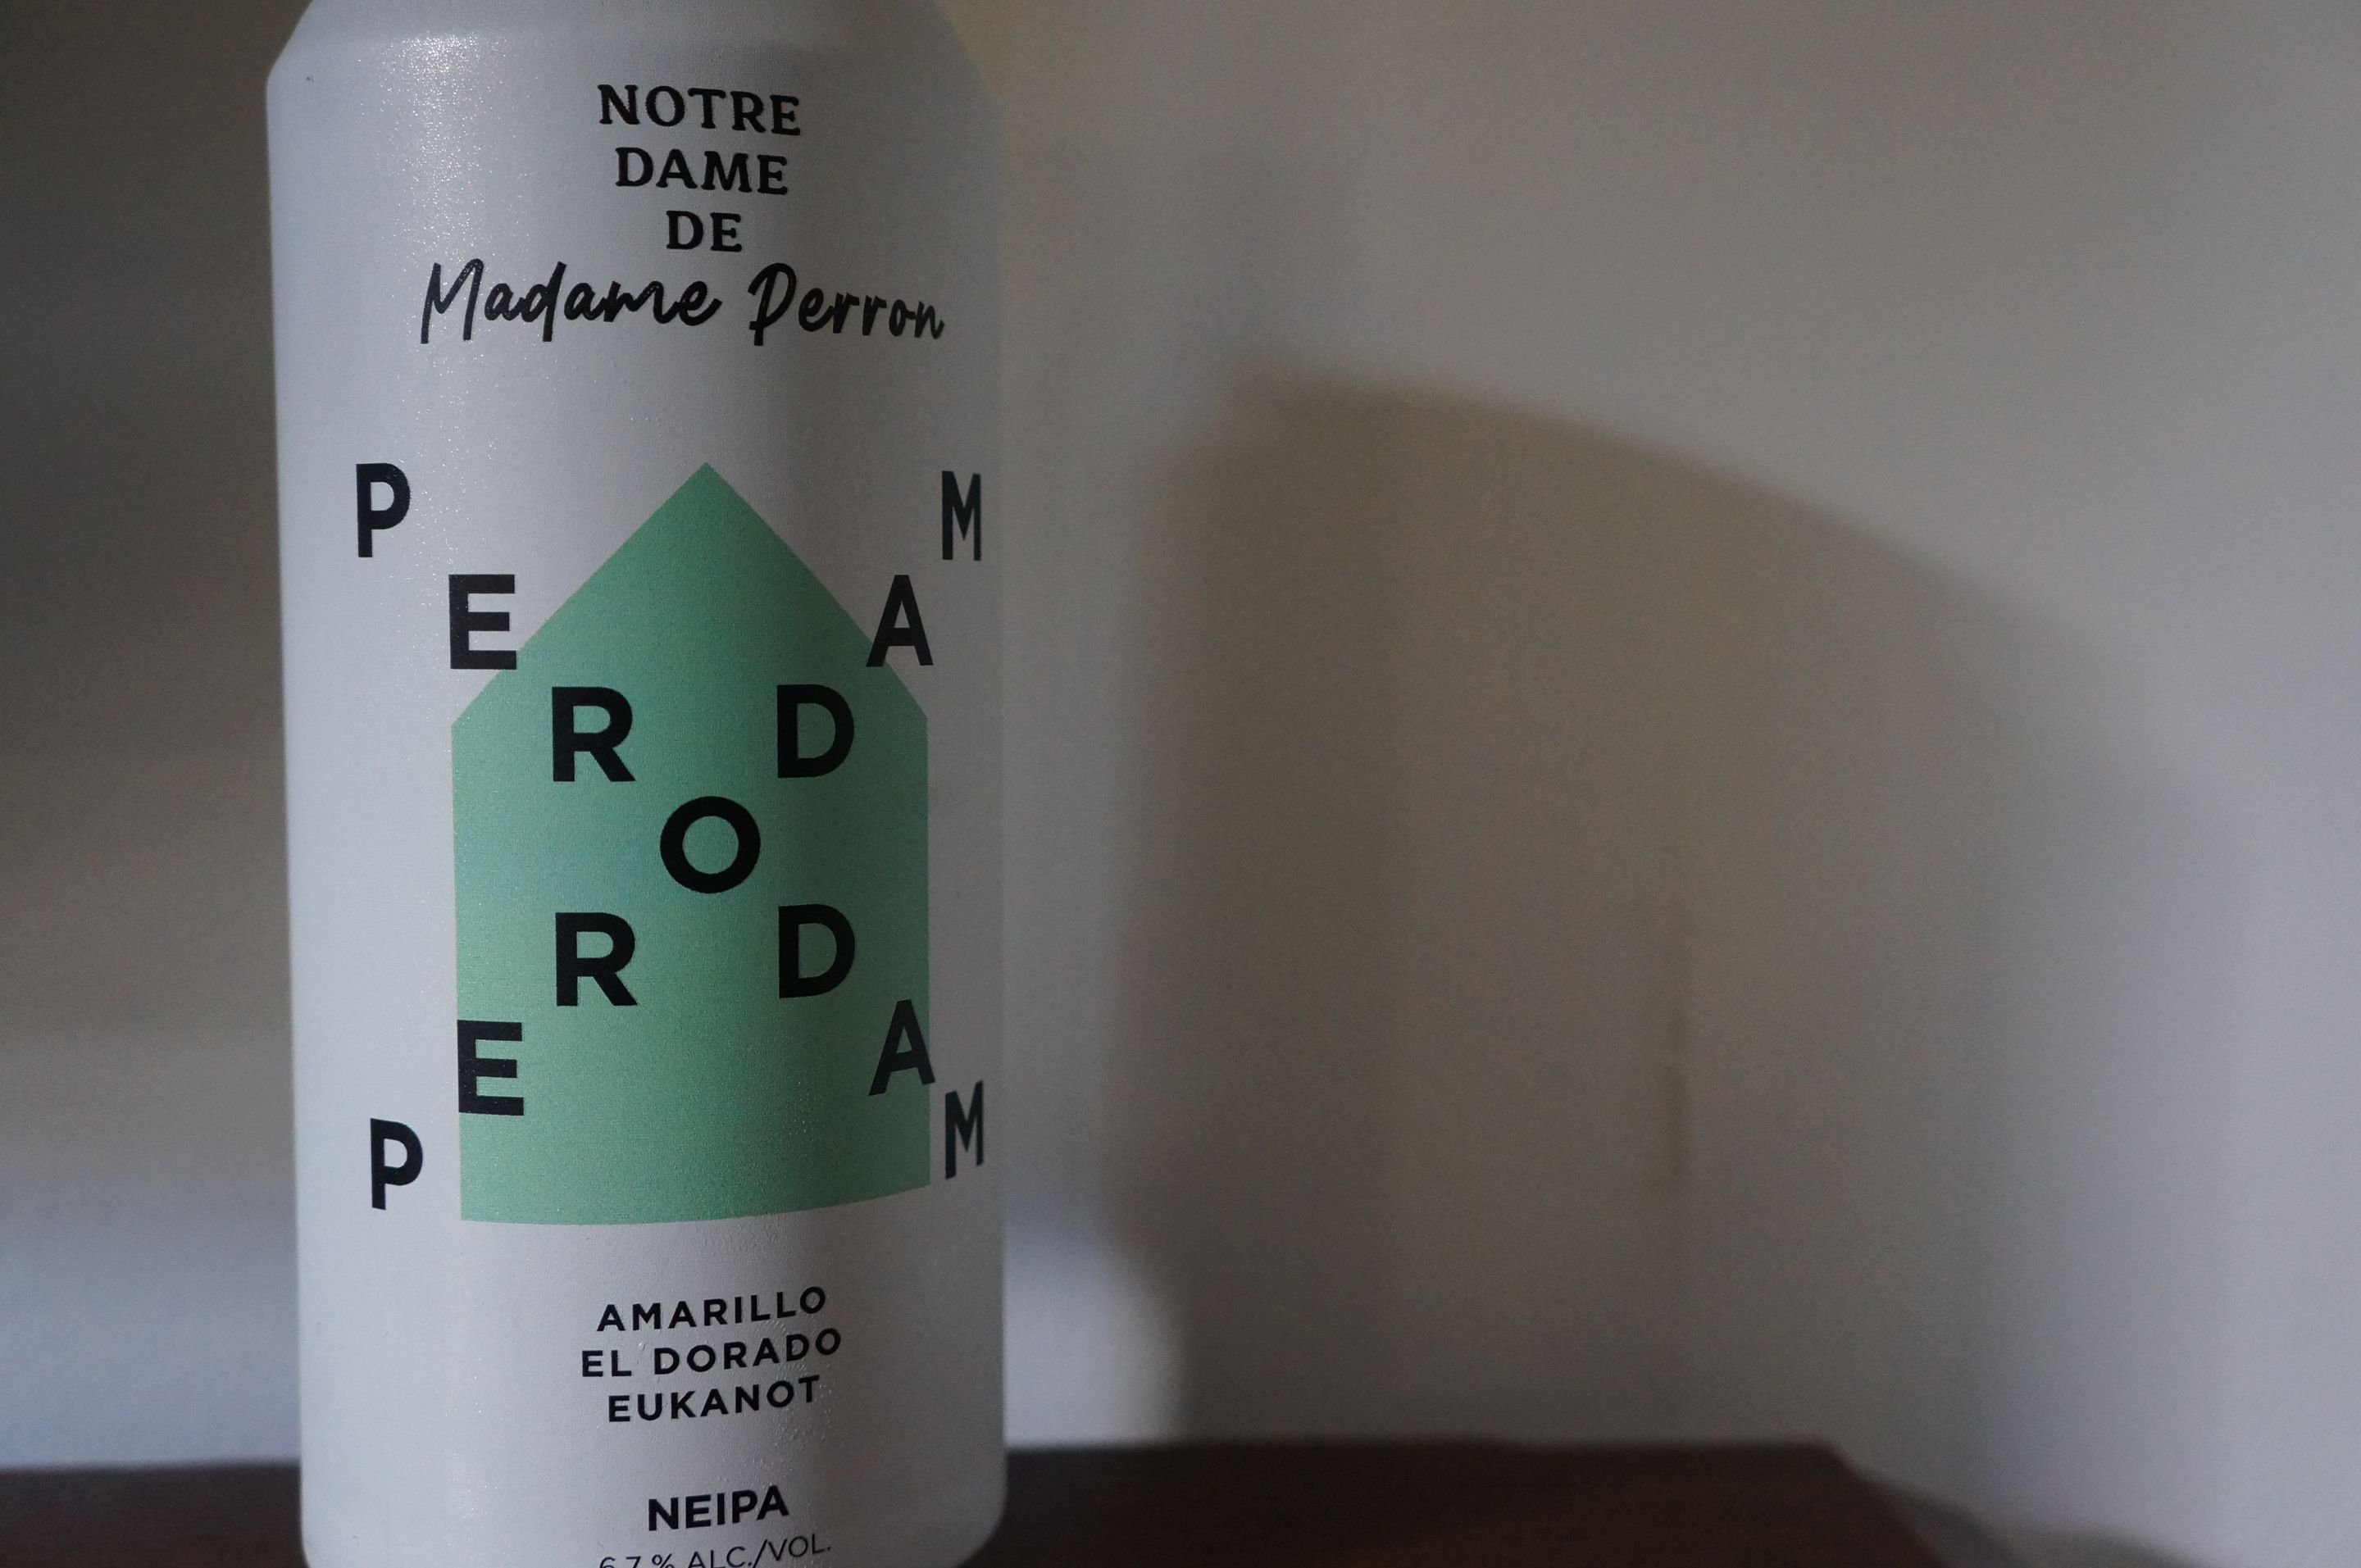 NOTRE
DAME
DE
Madame Perron
P M
E A
R D
O
R D
E A
P M
AMARILLO
EL DORADO
EUKANOT
NEIPA
6.7 % ALC./VOL.